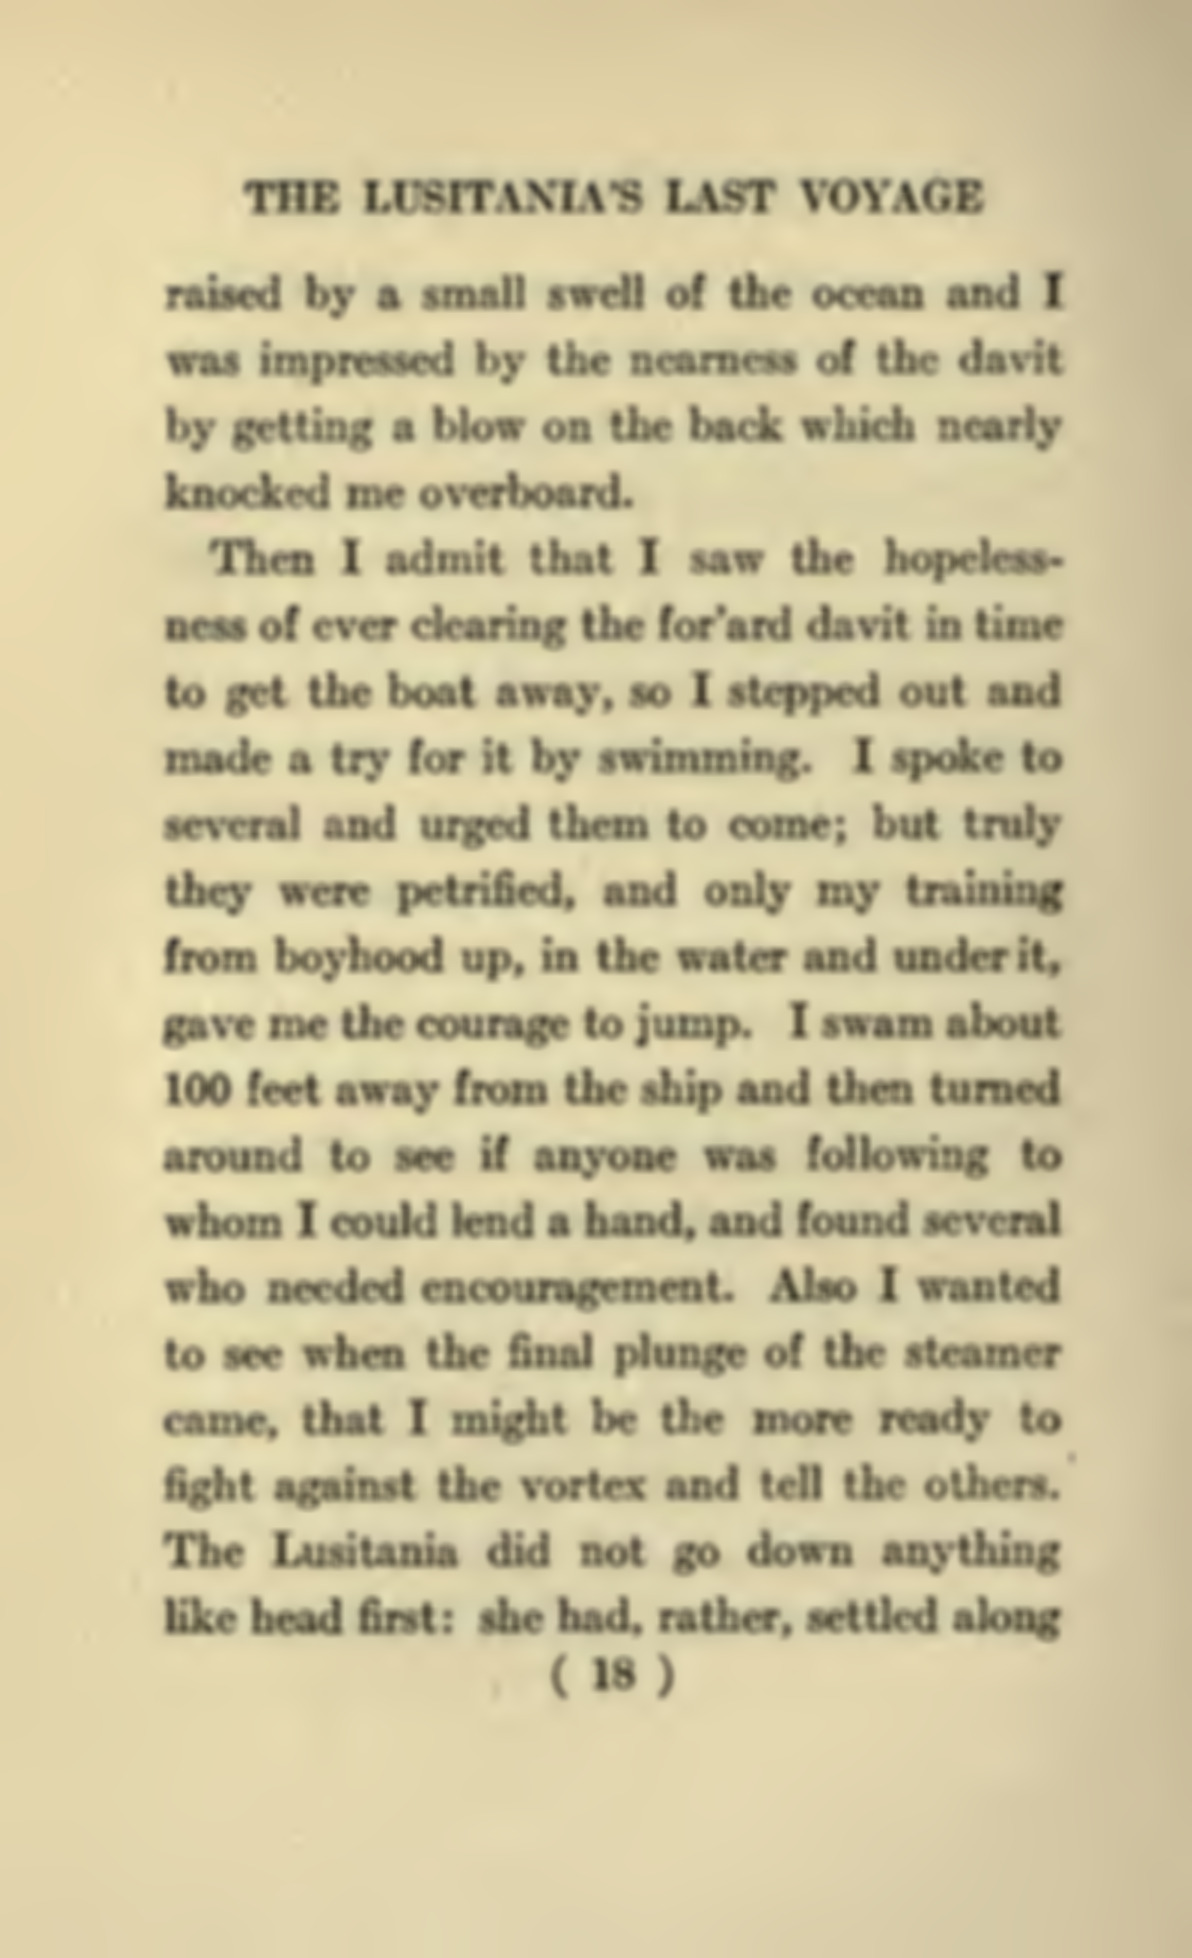 THE LUSITANIA'S LAST VOYAGE
raised by a small swell of the ocean and I
was impressed by the nearness of the davit
by getting a blow on the back which nearly
knocked me overboard.
Then I admit that I saw the hopeless-
ness of ever clearing the for'ard davit in time
to get the boat away, so I stepped out and
made a try for it by swimming. I spoke to
several and urged them to come; but truly
they were petrified, and only my training
from boyhood up, in the water and under it,
gave me the courage to jump. I swam about
100 feet away from the ship and then turned
around to see if anyone was following to
whom I could lend a hand, and found several
who needed encouragement. Also I wanted
to see when the final plunge of the steamer
came, that I might be the more ready to
fight against the vortex and tell the others.
The Lusitania did not go down anything
like head first: she had, rather, settled along
( 18 )